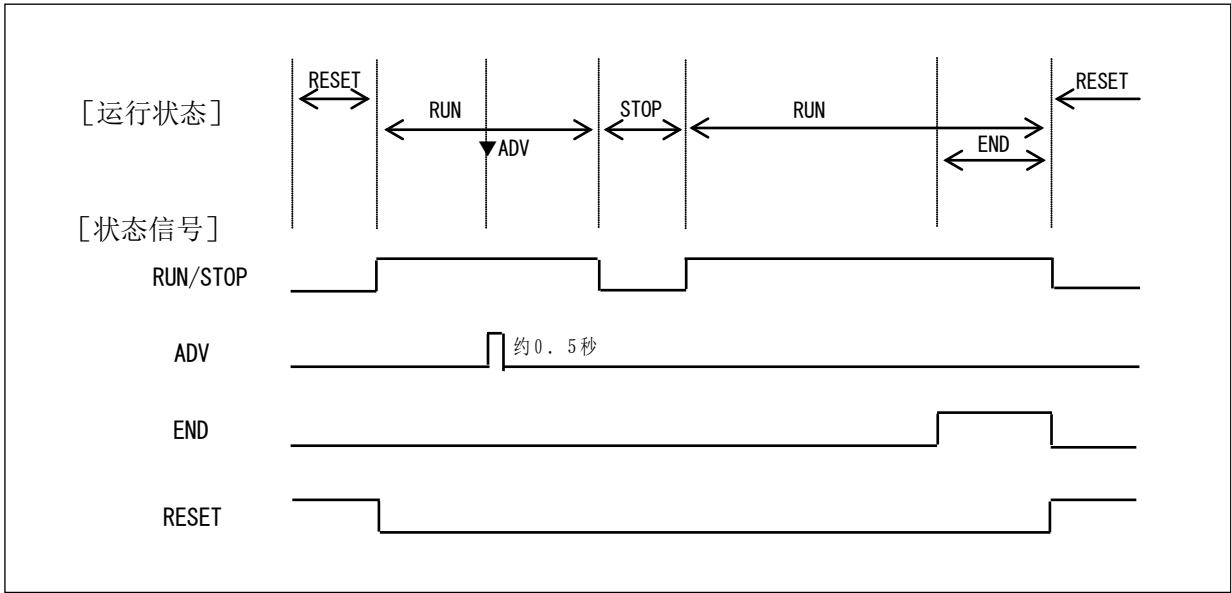 RESET
RESET
[运行状态]
RUN
STOP
RUN
▼ADV
END
[状态信号]
RUN/STOP
ADV
约0.5秒
END
RESET